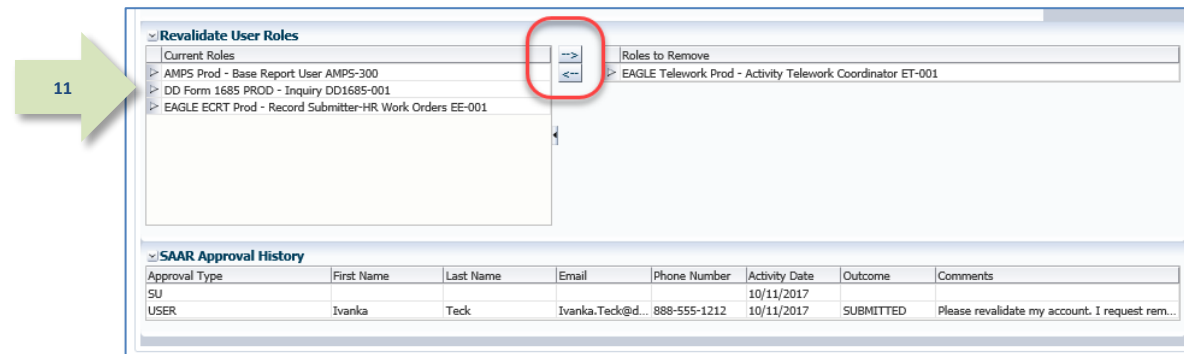 11
Revalidate User Roles
Current Roles
AMPS Prod - Base Report User AMPS-300
DD Form 1685 PROD - Inquiry DD1685-001
EAGLE ECRT Prod - Record Submitter-HR Work Orders EE-001
-->
<--
Roles to Remove
EAGLE Telework Prod - Activity Telework Coordinator ET-001
SAAR Approval History
Approval Type First Name Last Name Email Phone Number Activity Date Outcome Comments
SU 10/11/2017
USER Ivanka Teck Ivanka.Teck@d... 888-555-1212 10/11/2017 SUBMITTED Please revalidate my account. I request rem...